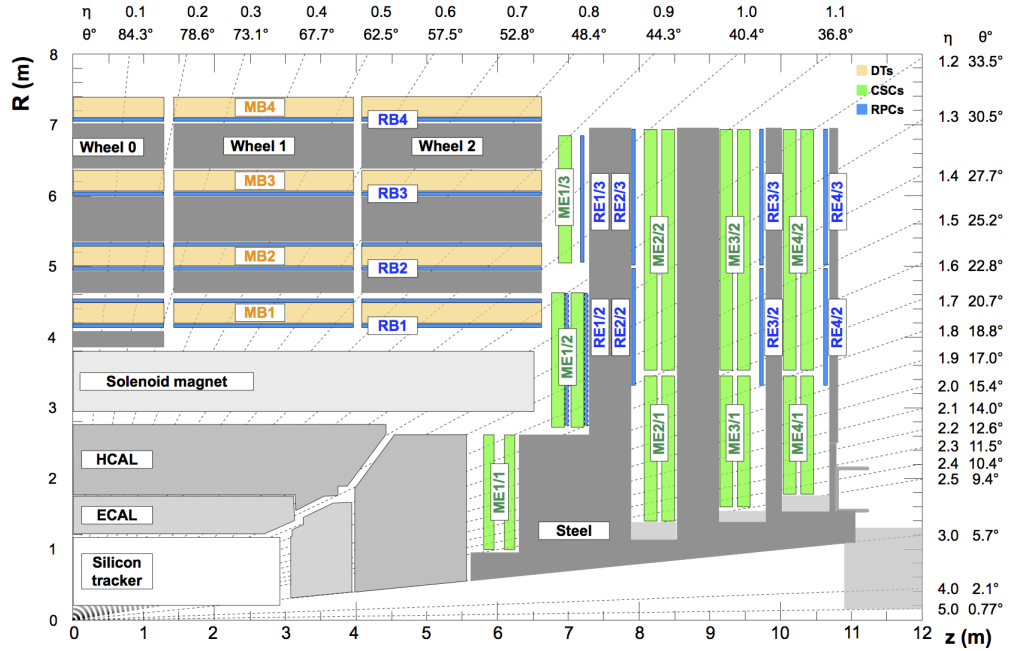 η 0.1 0.2 0.3 0.4 0.5 0.6 0.7 0.8 0.9 1.0 1.1
θ° 84.3° 78.6° 73.1° 67.7° 62.5° 57.5° 52.8° 48.4° 44.3° 40.4° 36.8° η θ°
R (m)
8
7
6
5
4
3
2
1
0
1.2 33.5°
1.3 30.5°
1.4 27.7°
1.5 25.2°
1.6 22.8°
1.7 20.7°
1.8 18.8°
1.9 17.0°
2.0 15.4°
2.1 14.0°
2.2 12.6°
2.3 11.5°
2.4 10.4°
2.5 9.4°
3.0 5.7°
4.0 2.1°
5.0 0.77°
DTs
CSCs
RPCs
MB4
RB4
Wheel 0 Wheel 1 Wheel 2
MB3
RB3
MB2
RB2
MB1
RB1
ME1/3
RE1/3
RE2/3
ME2/2
ME3/2
RE3/3
ME4/2
RE4/3
ME1/2
RE1/2
RE2/2
RE3/2
RE4/2
Solenoid magnet
HCAL
ECAL
Silicon
tracker
ME1/1
ME2/1
ME3/1
ME4/1
Steel
0 1 2 3 4 5 6 7 8 9 10 11 12 z (m)